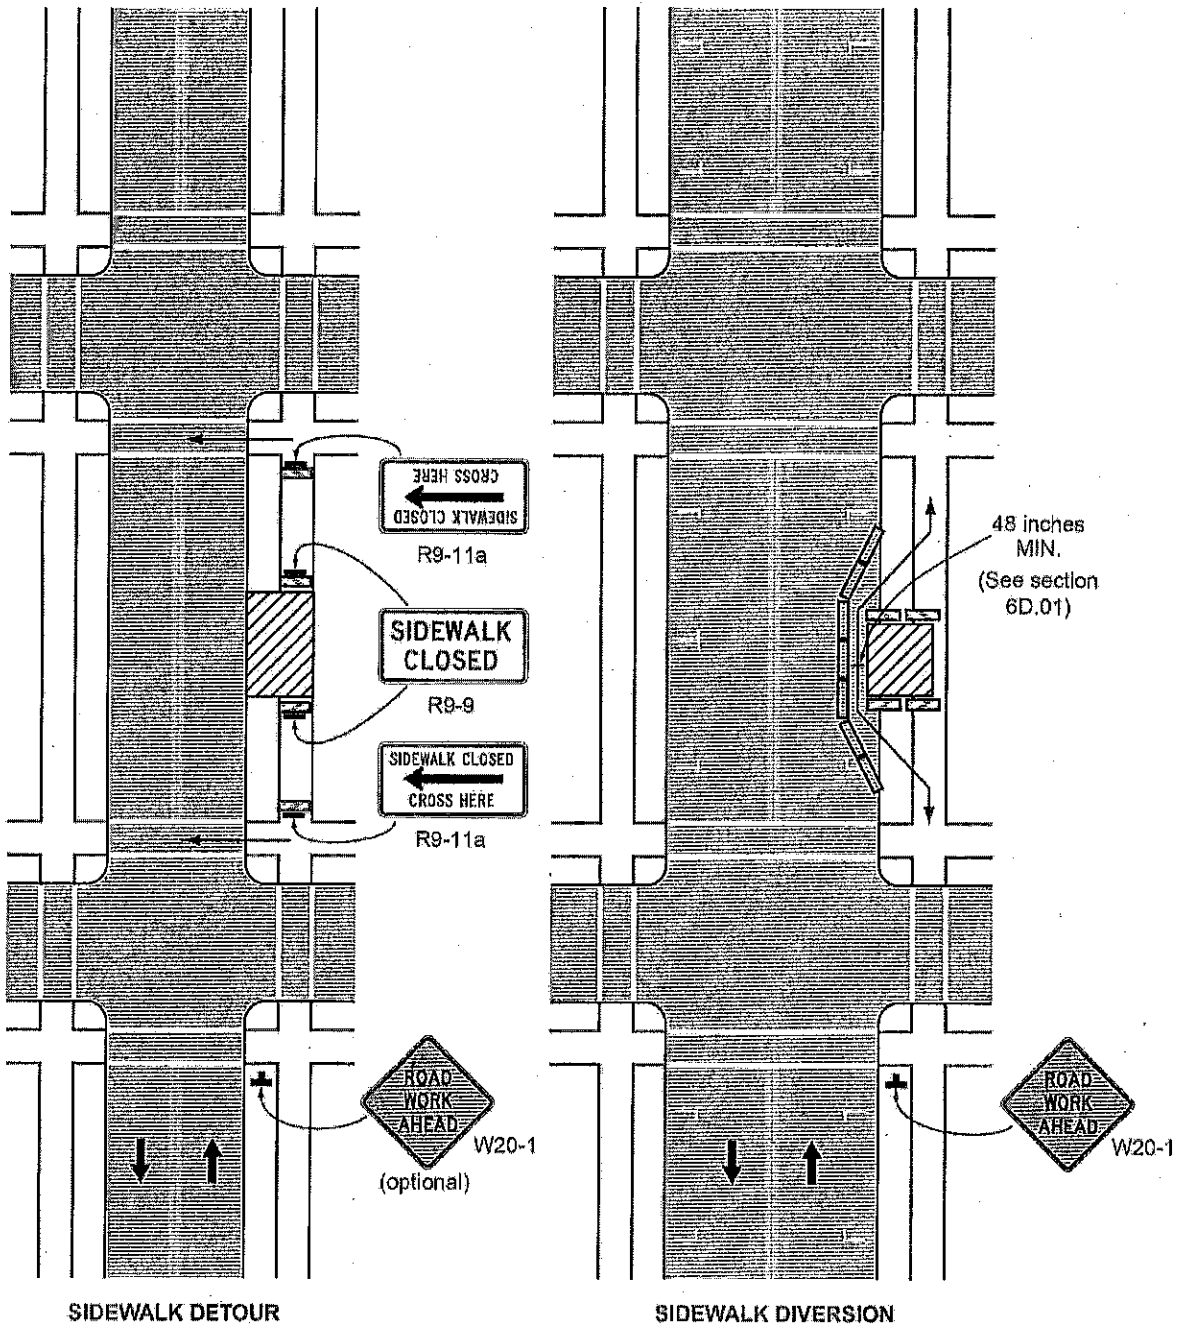 CROSS HERE
SIDEWALK CLOSED
R9-11a
SIDEWALK
CLOSED
R9-9
SIDEWALK CLOSED
CROSS HERE
R9-11a
ROAD
WORK
AHEAD
W20-1
(optional)
SIDEWALK DETOUR
48 inches
MIN.
(See section
6D.01)
ROAD
WORK
AHEAD
W20-1
SIDEWALK DIVERSION